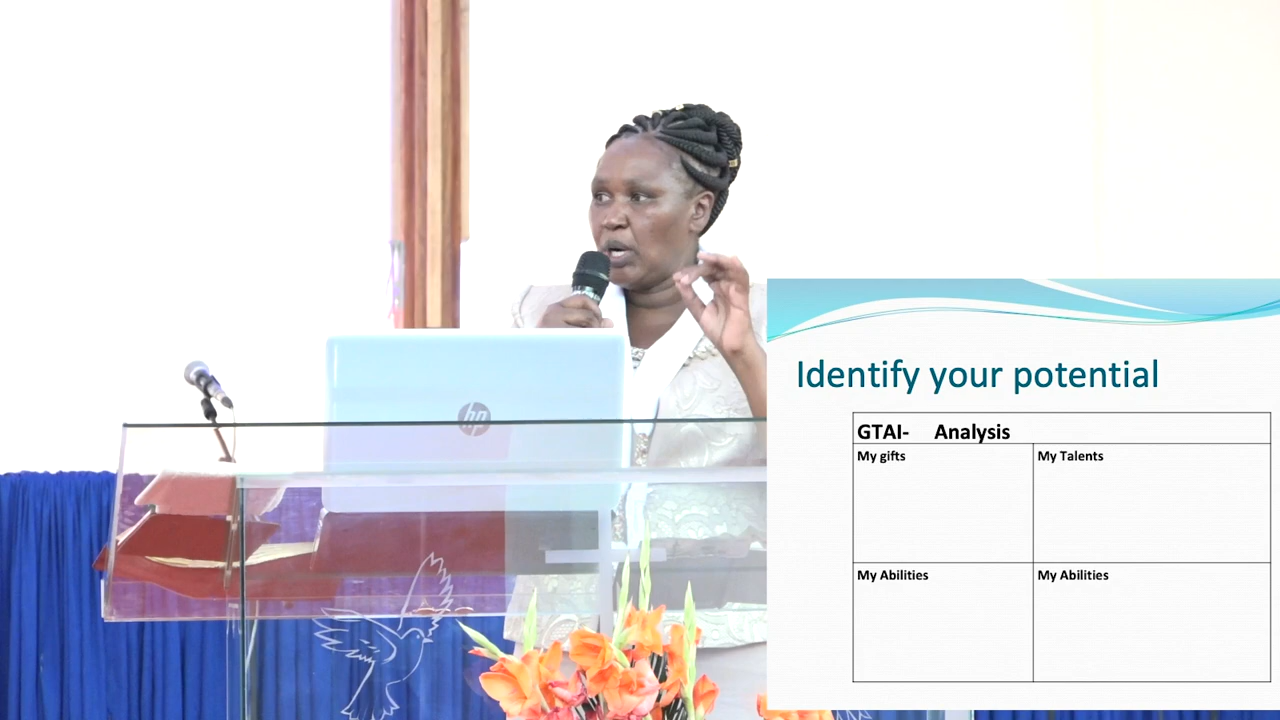 hp
Identify your potential
GTAI- Analysis
My gifts
My Talents
My Abilities
My Abilities